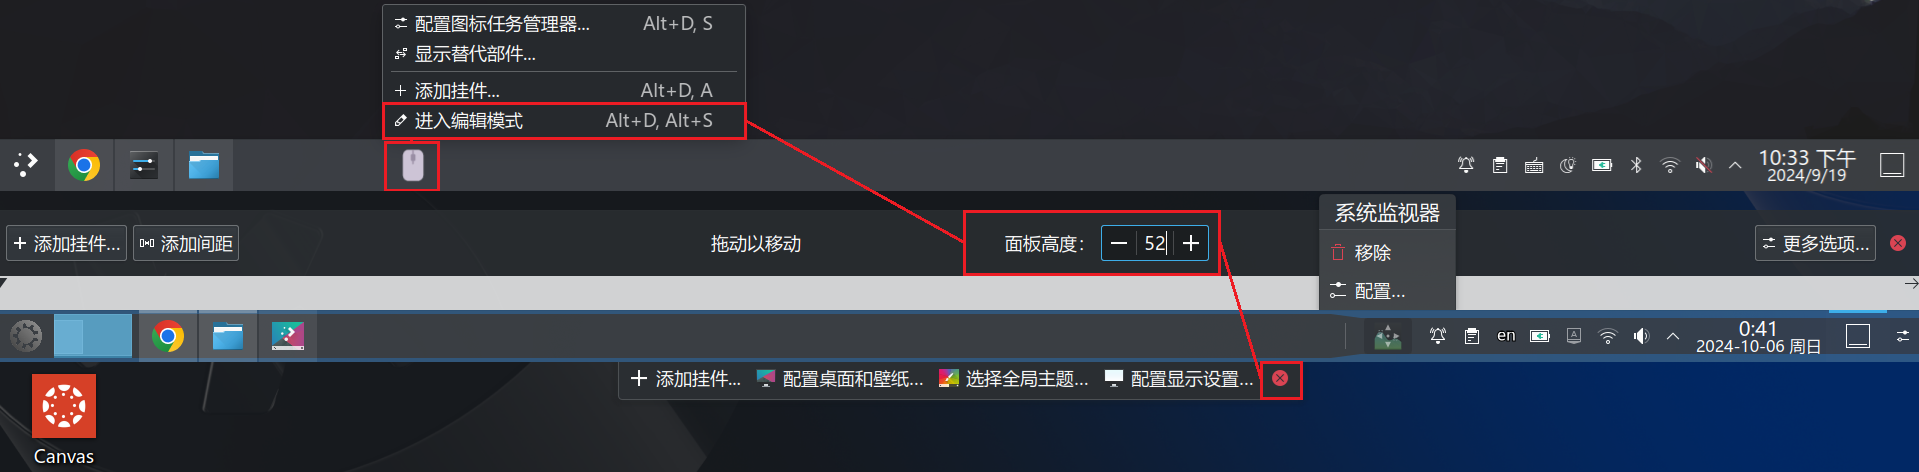 配置图标任务管理器... Alt+D, S
显示替代部件...
添加挂件... Alt+D, A
进入编辑模式 Alt+D, Alt+S
10:33 下午
2024/9/19
添加挂件... 添加间距 拖动以移动 面板高度： 52 更多选项...
系统监视器
移除
配置...
en
A
0:41
2024-10-06 周日
添加挂件... 配置桌面和壁纸... 选择全局主题... 配置显示设置...
Canvas